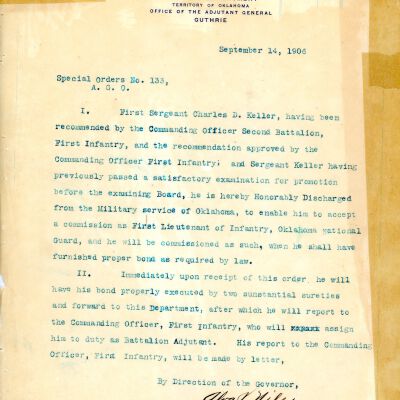 TERRITORY OF OKLAHOMA
OFFICE OF THE ADJUTANT GENERAL
GUTHRIE
September 14, 1906
Special Orders No. 133,
A. G. O.
I. First Sergeant Charles D. Keller, having been
recommended by the Commanding Officer Second Battalion,
First Infantry, and the recommendation approved by the
Commanding Officer First Infantry; and Sergeant Keller having
previously passed a satisfactory examination for promotion
before the examining Board, he is hereby Honorably Discharged
from the Military service of Oklahoma, to enable him to accept
a commission as First Lieutenant of Infantry, Oklahoma National
Guard, and he will be commissioned as such, when he shall have
furnished proper bond as required by law.
II. Immediately upon receipt of this order, he will
have his bond properly executed by two substantial sureties
and forward to this Department, after which he will report to
the Commanding Officer, First Infantry, who will assign
him to duty as Battalion Adjutant. His report to the Commanding
Officer, First Infantry, will be made by letter,
By Direction of the Governor,